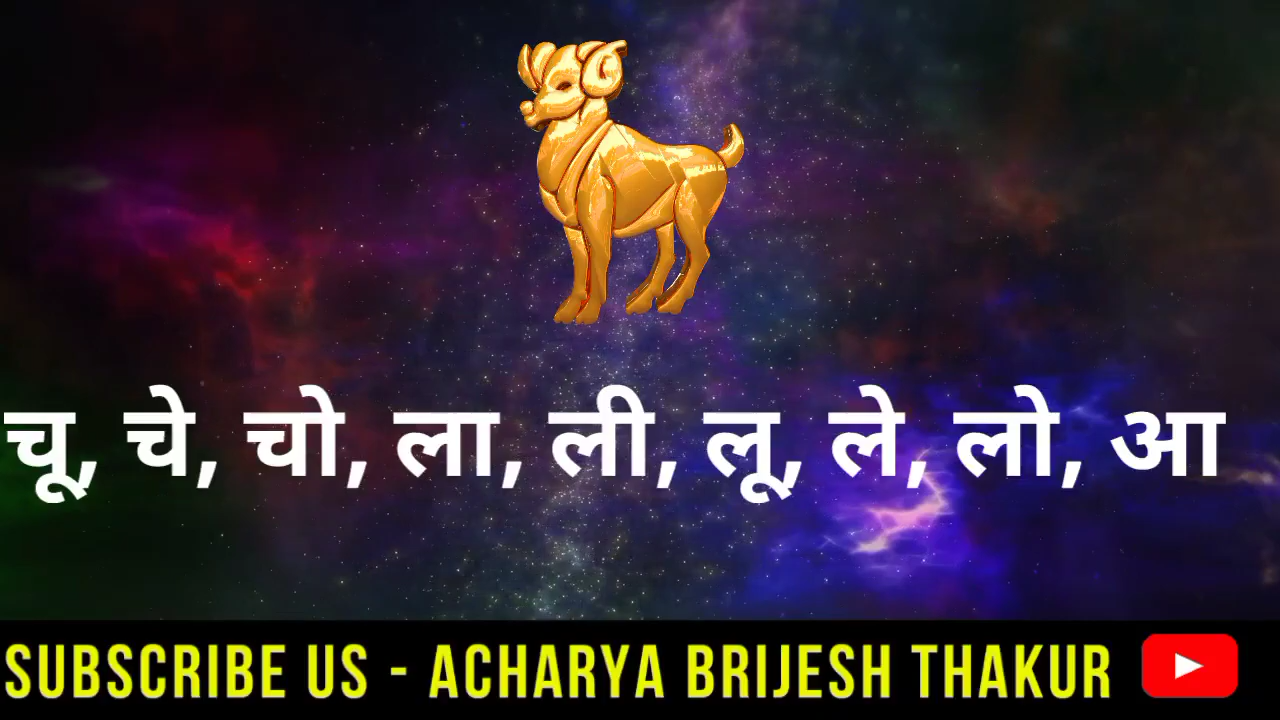 चू, चे, चो, ला, ली, लू, ले, लो, आ
SUBSCRIBE US - ACHARYA BRIJESH THAKUR